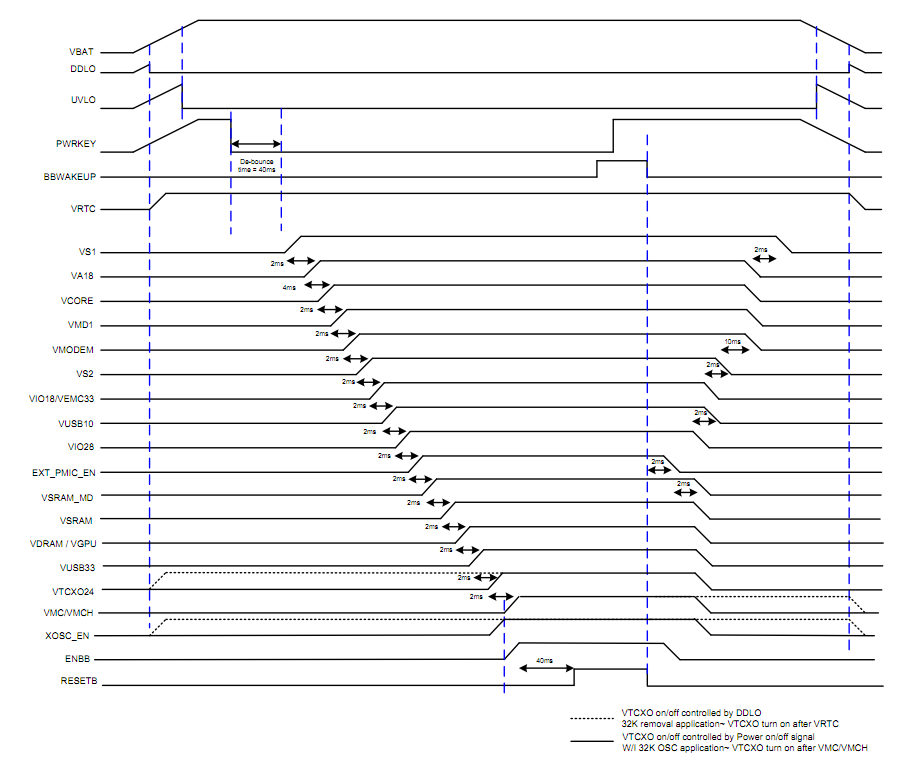 VBAT
DDLO
UVLO
PWRKEY
De-bounce
time = 40ms
BBWAKEUP
VRTC
VS1
2ms
2ms
VA18
4ms
VCORE
2ms
VMD1
2ms
VMODEM
10ms
2ms
VS2
2ms
2ms
VIO18/VEMC33
2ms
VUSB10
2ms
2ms
VIO28
2ms
2ms
EXT_PMIC_EN
2ms
2ms
VSRAM_MD
2ms
VSRAM
2ms
VDRAM / VGPU
2ms
VUSB33
2ms
VTCXO24
2ms
VMC/VMCH
XOSC_EN
ENBB
40ms
RESETB
VTCXO on/off controlled by DDLO
32K removal application~ VTCXO turn on after VRTC
VTCXO on/off controlled by Power on/off signal
W/I 32K OSC application~ VTCXO turn on after VMC/VMCH